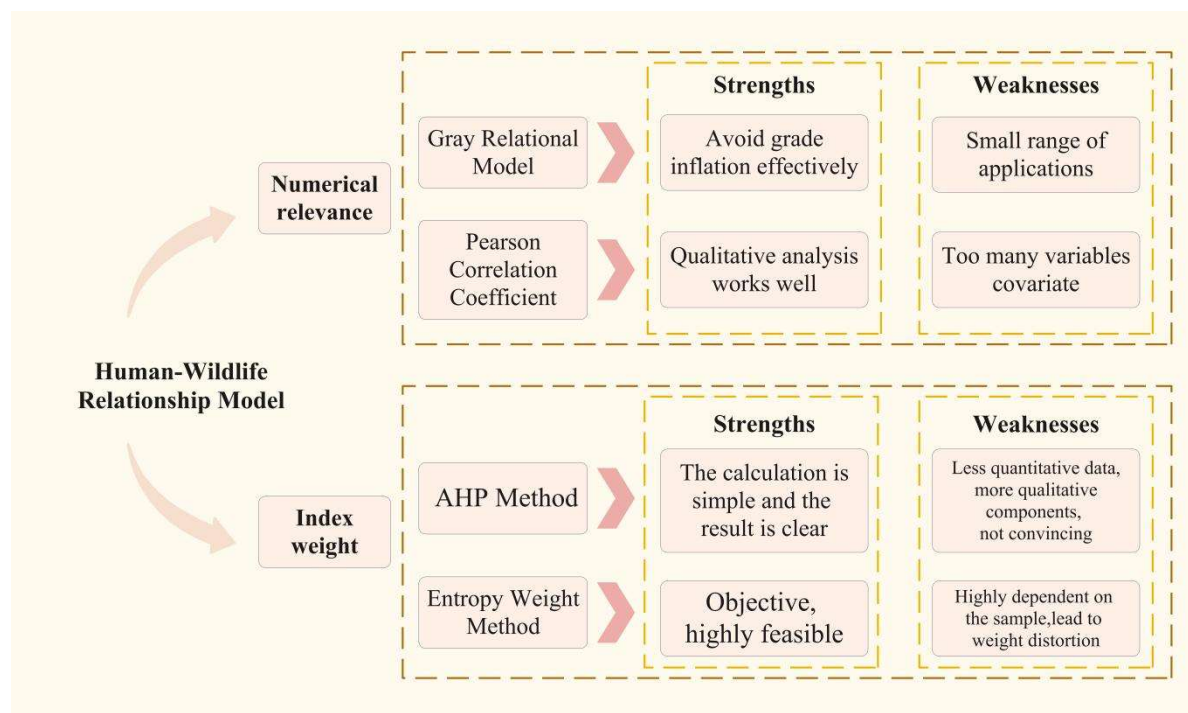 Human-Wildlife
Relationship Model
Numerical
relevance
Strengths
Weaknesses
Gray Relational
Model
Avoid grade
inflation effectively
Small range of
applications
Pearson
Correlation
Coefficient
Qualitative analysis
works well
Too many variables
covariate
Index
weight
Strengths
Weaknesses
AHP Method
The calculation is
simple and the
result is clear
Less quantitative data,
more qualitative
components,
not convincing
Entropy Weight
Method
Objective,
highly feasible
Highly dependent on
the sample,lead to
weight distortion